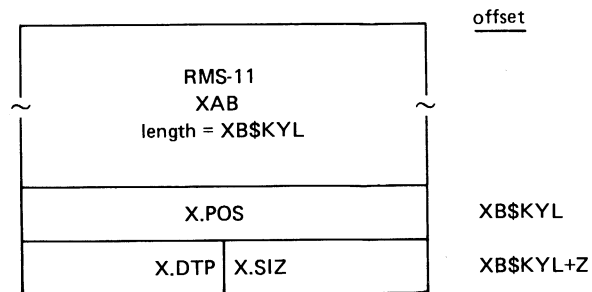 offset
RMS-11
XAB
~ ~
length = XB$KYL
X.POS XB$KYL
X.DTP X.SIZ XB$KYL+Z